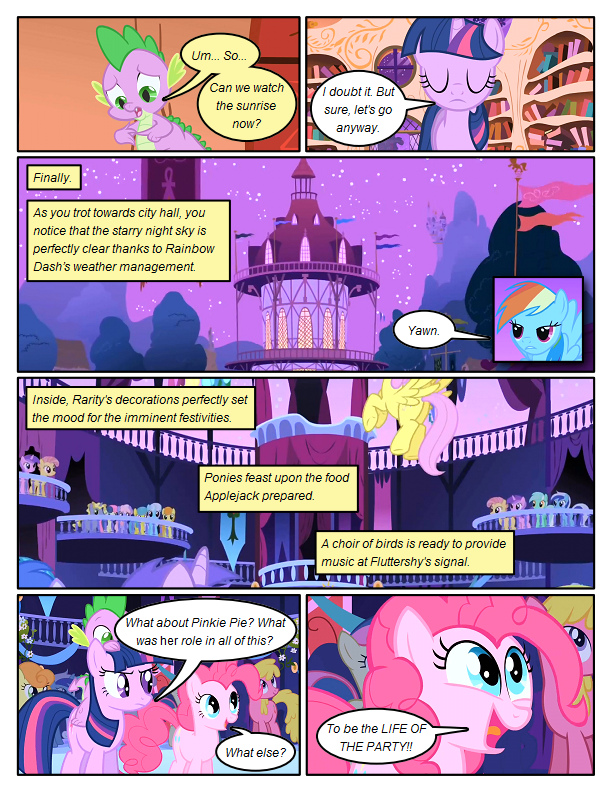 Um... So...
Can we watch
the sunrise
now?
I doubt it. But
sure, let's go
anyway.
Finally.
As you trot towards city hall, you
notice that the starry night sky is
perfectly clear thanks to Rainbow
Dash's weather management.
Yawn.
Inside, Rarity's decorations perfectly set
the mood for the imminent festivities.
Ponies feast upon the food
Applejack prepared.
A choir of birds is ready to provide
music at Fluttershy's signal.
What about Pinkie Pie? What
was her role in all of this?
What else?
To be the LIFE OF
THE PARTY!!